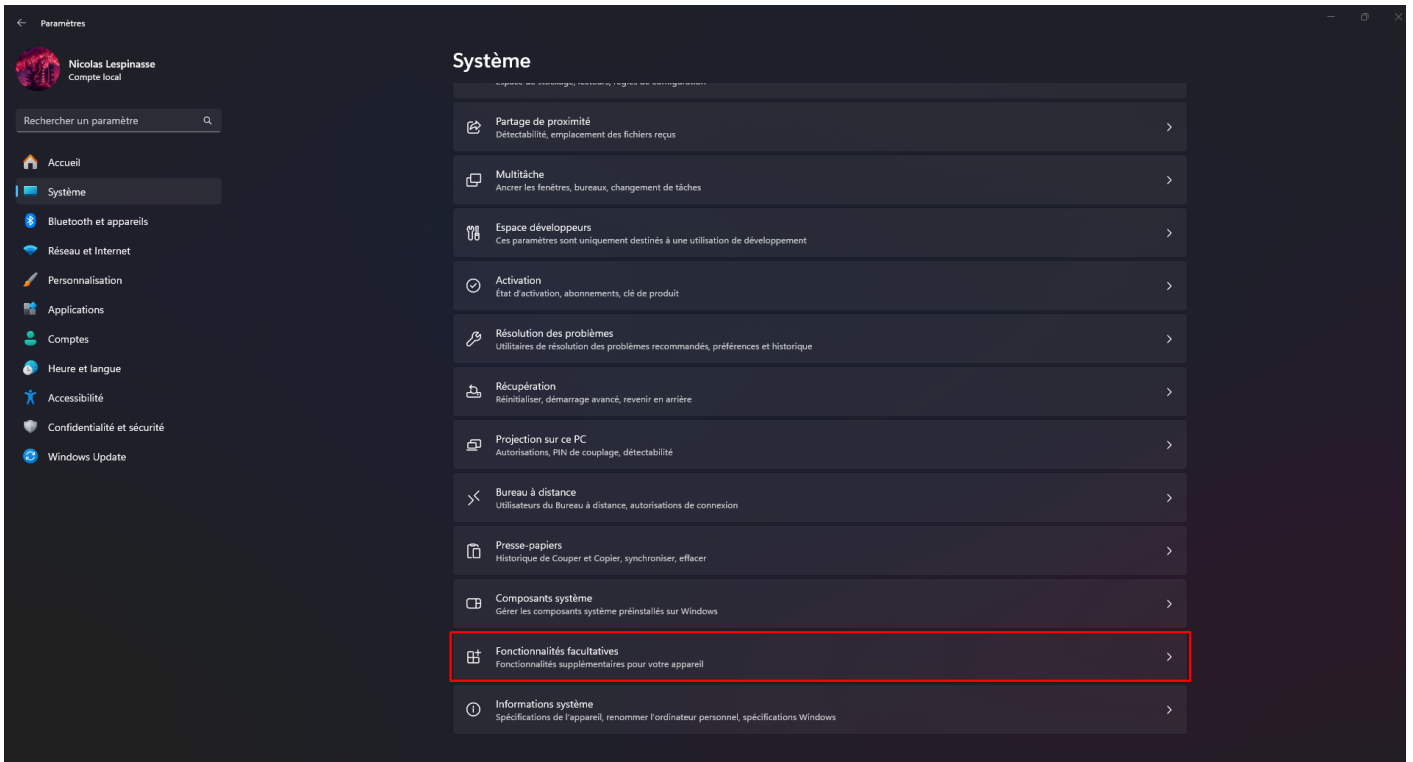 Paramètres
Nicolas Lespinasse
Compte local
Rechercher un paramètre
Accueil
Système
Bluetooth et appareils
Réseau et Internet
Personnalisation
Applications
Comptes
Heure et langue
Accessibilité
Confidentialité et sécurité
Windows Update
Système
Espace de stockage, lecteurs, règles de configuration
Partage de proximité
Détectabilité, emplacement des fichiers reçus
Multitâche
Ancrer les fenêtres, bureaux, changement de tâches
Espace développeurs
Ces paramètres sont uniquement destinés à une utilisation de développement
Activation
État d'activation, abonnements, clé de produit
Résolution des problèmes
Utilitaires de résolution des problèmes recommandés, préférences et historique
Récupération
Réinitialiser, démarrage avancé, revenir en arrière
Projection sur ce PC
Autorisations, PIN de couplage, détectabilité
Bureau à distance
Utilisateurs du Bureau à distance, autorisations de connexion
Presse-papiers
Historique de Couper et Copier, synchroniser, effacer
Composants système
Gérer les composants système préinstallés sur Windows
Fonctionnalités facultatives
Fonctionnalités supplémentaires pour votre appareil
Informations système
Spécifications de l'appareil, renommer l'ordinateur personnel, spécifications Windows